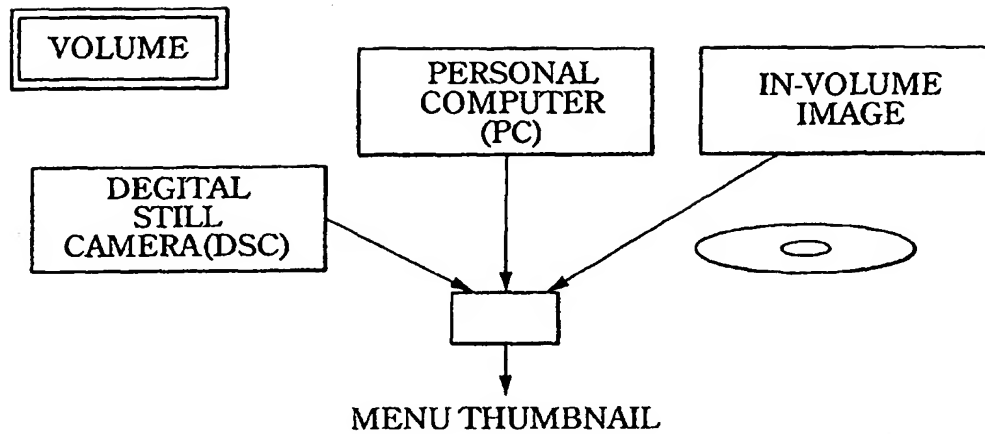 VOLUME
PERSONAL
COMPUTER
(PC)
IN-VOLUME
IMAGE
DEGITAL
STILL
CAMERA(DSC)
MENU THUMBNAIL